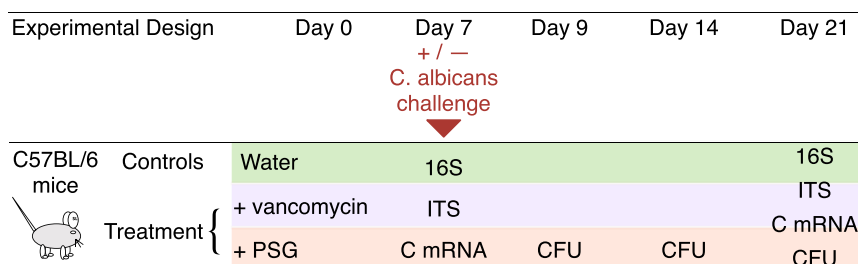 Experimental Design Day 0 Day 7 Day 9 Day 14 Day 21
+ / —
C. albicans
challenge
C57BL/6
mice
Controls Water 16S 16S
ITS
+ vancomycin ITS
C mRNA
Treatment
+ PSG C mRNA CFU CFU CFU